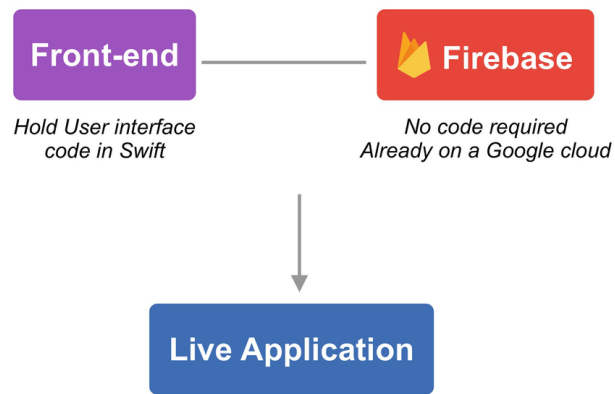 Front-end
Firebase
Hold User interface
code in Swift
No code required
Already on a Google cloud
Live Application